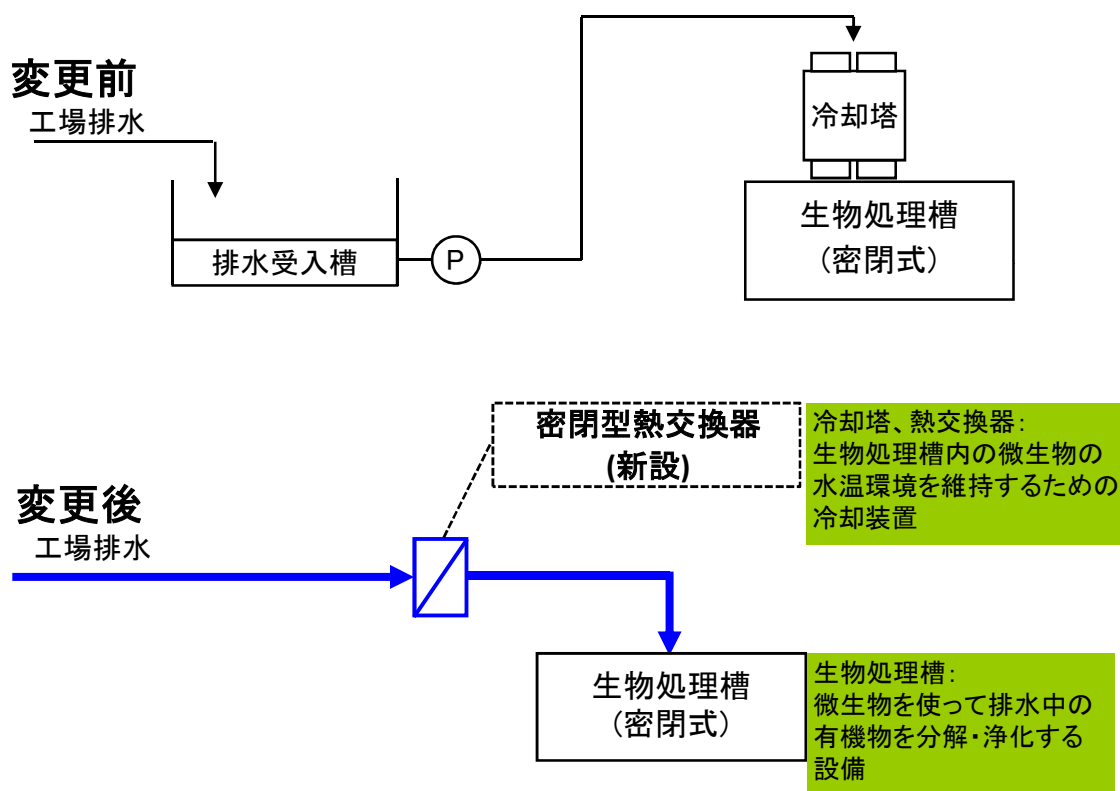 変更前
工場排水
排水受入槽
P
冷却塔
生物処理槽
(密閉式)
密閉型熱交換器
(新設)
冷却塔、熱交換器:
生物処理槽内の微生物の
水温環境を維持するための
冷却装置
変更後
工場排水
生物処理槽
(密閉式)
生物処理槽:
微生物を使って排水中の
有機物を分解・浄化する
設備